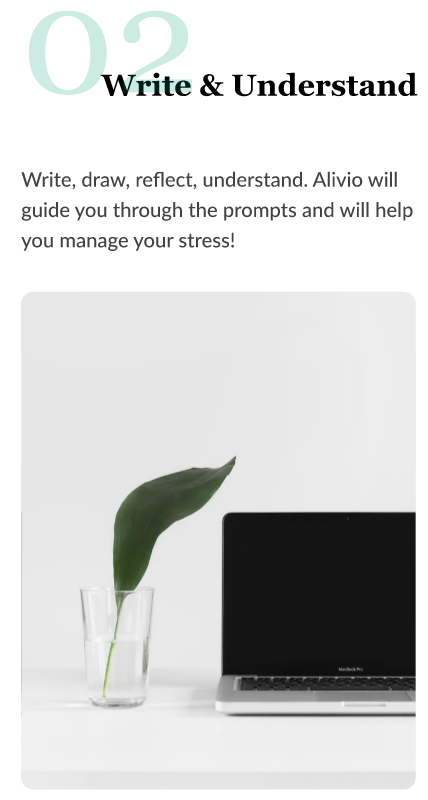 02
Write & Understand
Write, draw, reflect, understand. Alivio will
guide you through the prompts and will help
you manage your stress!
MacBook Pro